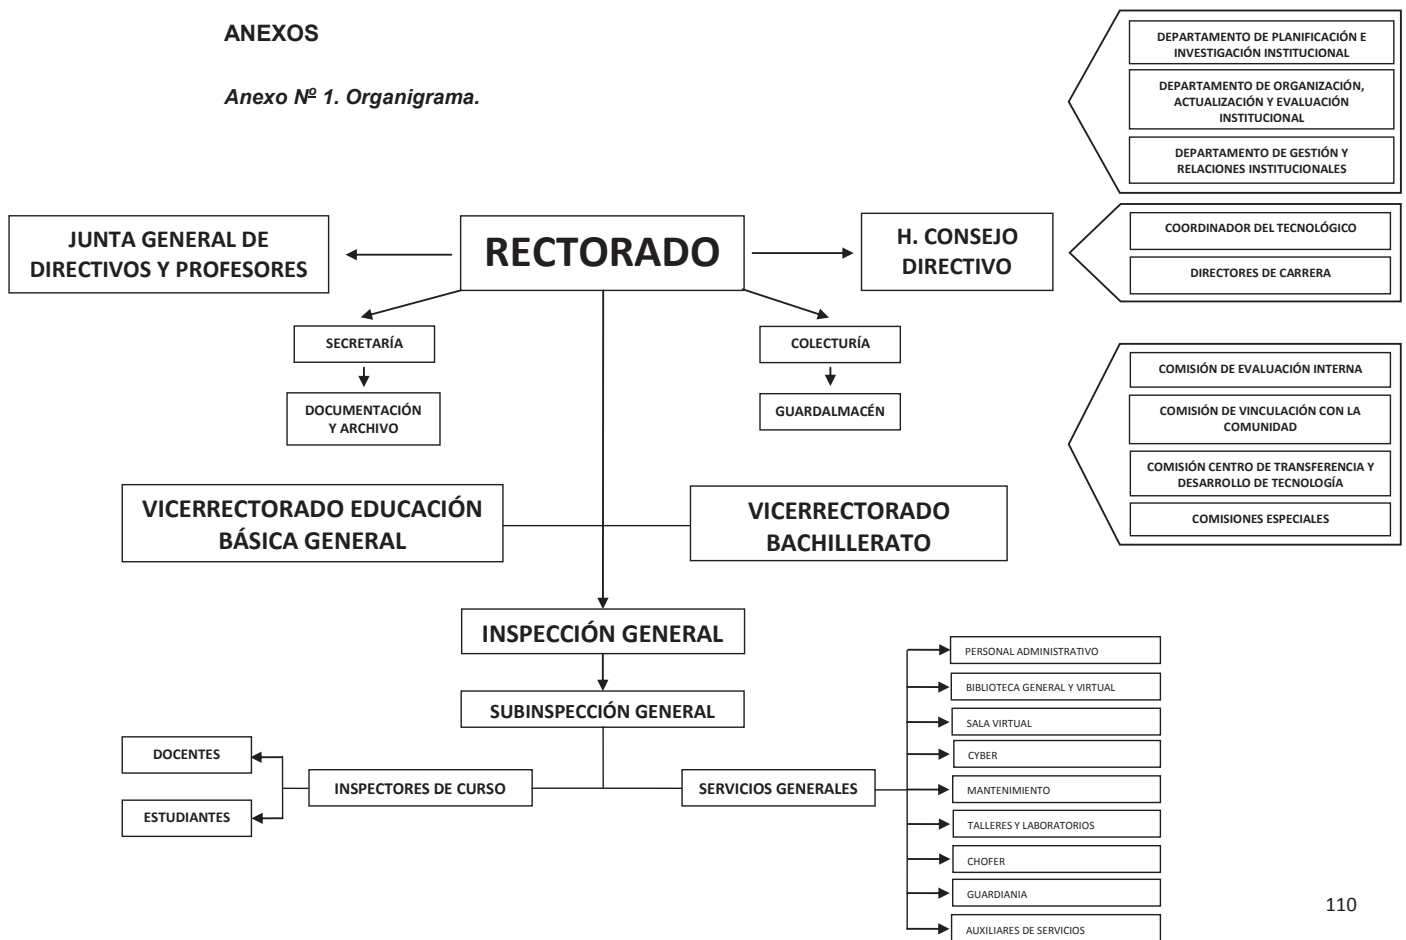 ANEXOS
Anexo Nº 1. Organigrama.
DEPARTAMENTO DE PLANIFICACIÓN E
INVESTIGACIÓN INSTITUCIONAL
DEPARTAMENTO DE ORGANIZACIÓN,
ACTUALIZACIÓN Y EVALUACIÓN
INSTITUCIONAL
DEPARTAMENTO DE GESTIÓN Y
RELACIONES INSTITUCIONALES
JUNTA GENERAL DE
DIRECTIVOS Y PROFESORES
RECTORADO
H. CONSEJO
DIRECTIVO
COORDINADOR DEL TECNOLÓGICO
DIRECTORES DE CARRERA
SECRETARÍA
COLECTURÍA
DOCUMENTACIÓN
Y ARCHIVO
GUARDALMACÉN
COMISIÓN DE EVALUACIÓN INTERNA
COMISIÓN DE VINCULACIÓN CON LA
COMUNIDAD
COMISIÓN CENTRO DE TRANSFERENCIA Y
DESARROLLO DE TECNOLOGÍA
COMISIONES ESPECIALES
VICERRECTORADO EDUCACIÓN
BÁSICA GENERAL
VICERRECTORADO
BACHILLERATO
INSPECCIÓN GENERAL
SUBINSPECCIÓN GENERAL
DOCENTES
ESTUDIANTES
INSPECTORES DE CURSO
SERVICIOS GENERALES
PERSONAL ADMINISTRATIVO
BIBLIOTECA GENERAL Y VIRTUAL
SALA VIRTUAL
CYBER
MANTENIMIENTO
TALLERES Y LABORATORIOS
CHOFER
GUARDIANIA
AUXILIARES DE SERVICIOS
110